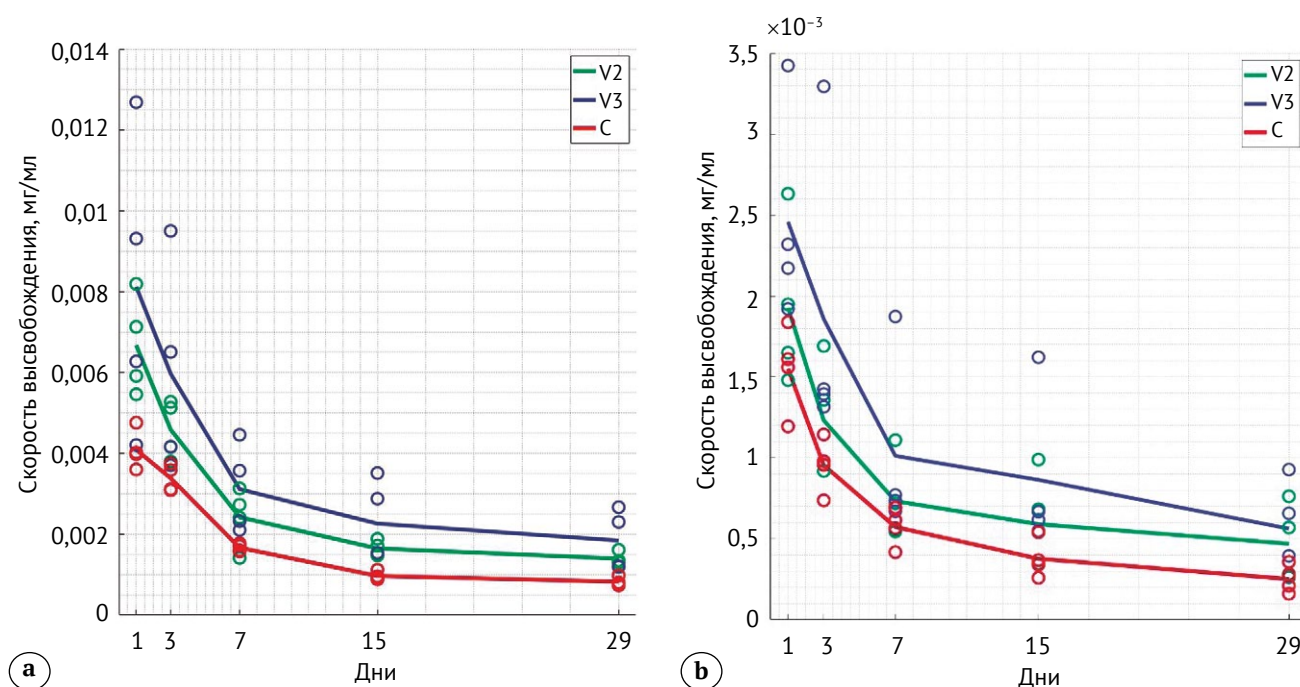 0,014
0,012
0,01
0,008
0,006
0,004
0,002
0
Скорость высвобождения, мг/мл
V2
V3
C
1 3 7 15 29
Дни
a
×10⁻³
3,5
3
2,5
2
1,5
1
0,5
0
Скорость высвобождения, мг/мл
V2
V3
C
1 3 7 15 29
Дни
b